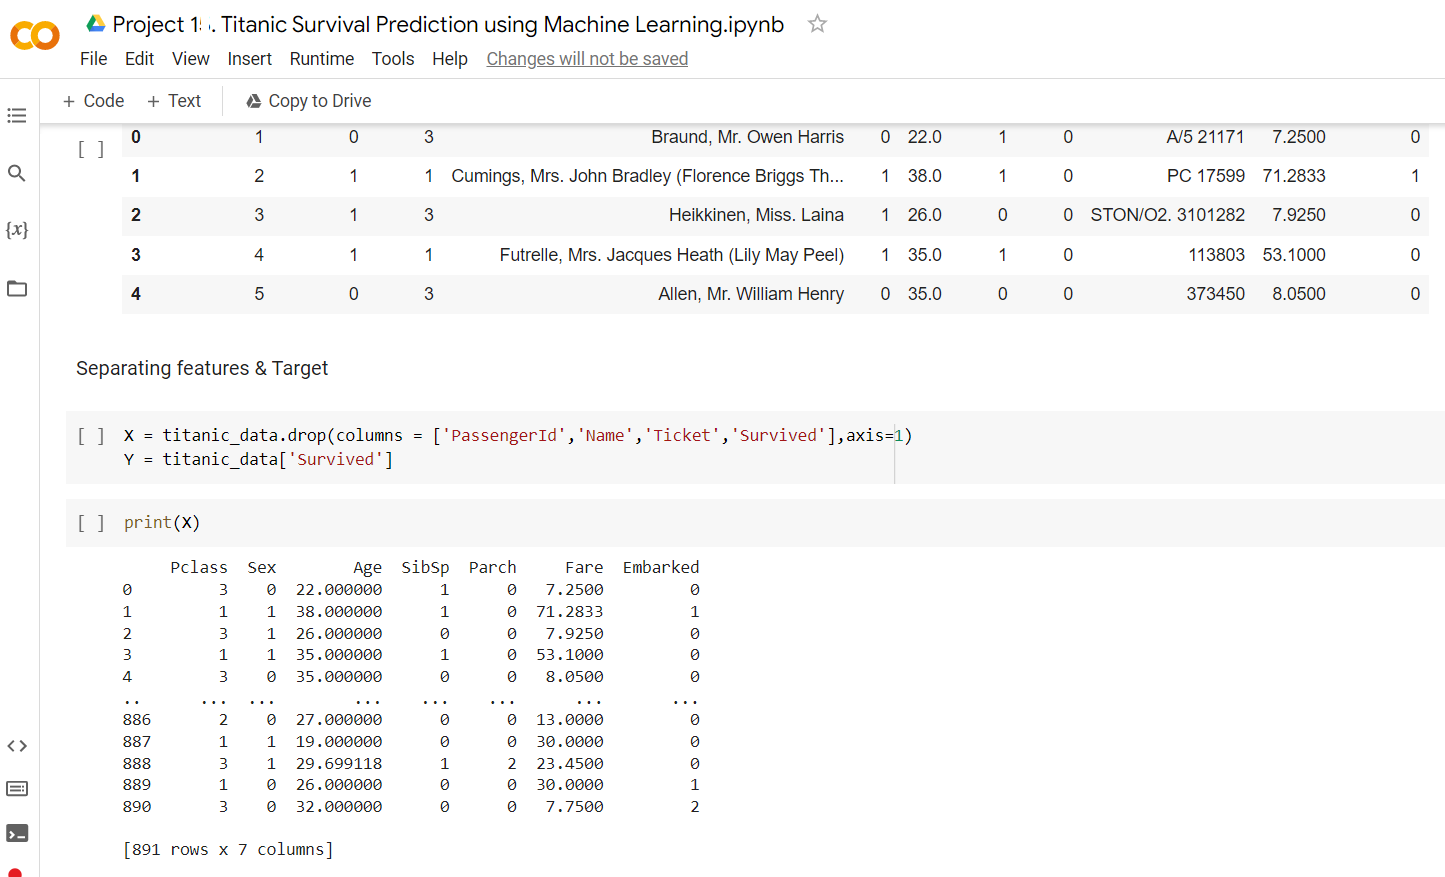 Project 15. Titanic Survival Prediction using Machine Learning.ipynb
File Edit View Insert Runtime Tools Help Changes will not be saved
+ Code + Text Copy to Drive
[ ] 0 1 0 3 Braund, Mr. Owen Harris 0 22.0 1 0 A/5 21171 7.2500 0
1 2 1 1 Cumings, Mrs. John Bradley (Florence Briggs Th... 1 38.0 1 0 PC 17599 71.2833 1
2 3 1 3 Heikkinen, Miss. Laina 1 26.0 0 0 STON/O2. 3101282 7.9250 0
3 4 1 1 Futrelle, Mrs. Jacques Heath (Lily May Peel) 1 35.0 1 0 113803 53.1000 0
4 5 0 3 Allen, Mr. William Henry 0 35.0 0 0 373450 8.0500 0
Separating features & Target
[ ] X = titanic_data.drop(columns = ['PassengerId','Name','Ticket','Survived'],axis=1)
Y = titanic_data['Survived']
[ ] print(X)
Pclass Sex Age SibSp Parch Fare Embarked
0 3 0 22.000000 1 0 7.2500 0
1 1 1 38.000000 1 0 71.2833 1
2 3 1 26.000000 0 0 7.9250 0
3 1 1 35.000000 1 0 53.1000 0
4 3 0 35.000000 0 0 8.0500 0
.. ... ... ... ... ... ... ...
886 2 0 27.000000 0 0 13.0000 0
887 1 1 19.000000 0 0 30.0000 0
888 3 1 29.699118 1 2 23.4500 0
889 1 0 26.000000 0 0 30.0000 1
890 3 0 32.000000 0 0 7.7500 2
[891 rows x 7 columns]